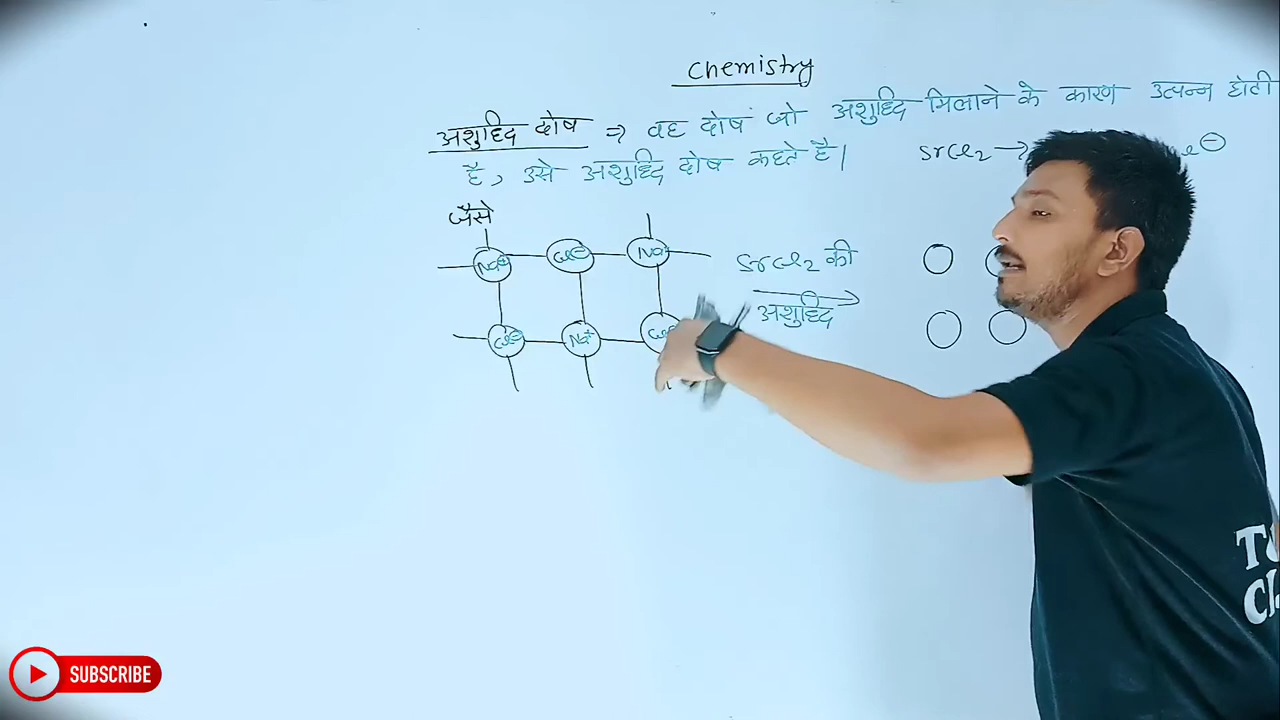 Chemistry
अशुध्दि दोष ⇒ वह दोष जो अशुध्दि मिलाने के कारण उत्पन्न होती
है, उसे अशुध्दि दोष कहते है।
SrCl₂ →
⊖
जैसे
Na⊕ Cl⊖ Na
SrCl₂ की
अशुध्दि
Cl⊖ Na⁺
SUBSCRIBE